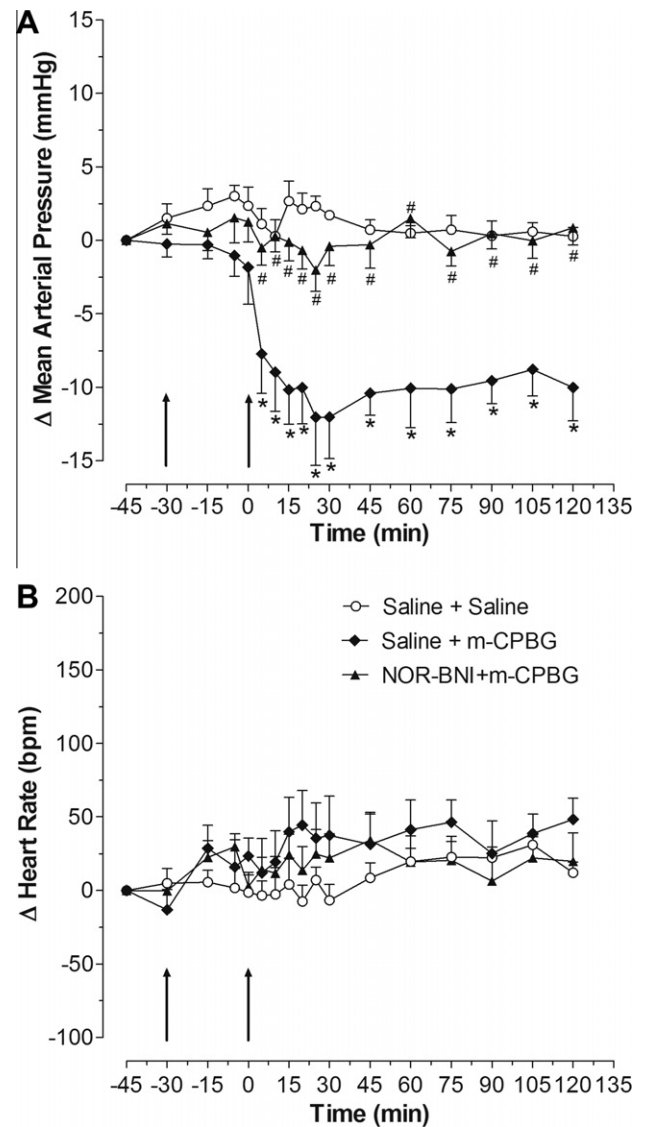 A
Δ Mean Arterial Pressure (mmHg)
15
10
5
0
-5
-10
-15
#
# # # # # # # # # # #
* * * * * * * * * * * *
-45 -30 -15 0 15 30 45 60 75 90 105 120 135
Time (min)
B
Δ Heart Rate (bpm)
200
150
100
50
0
-50
-100
Saline + Saline
Saline + m-CPBG
NOR-BNI+m-CPBG
-45 -30 -15 0 15 30 45 60 75 90 105 120 135
Time (min)